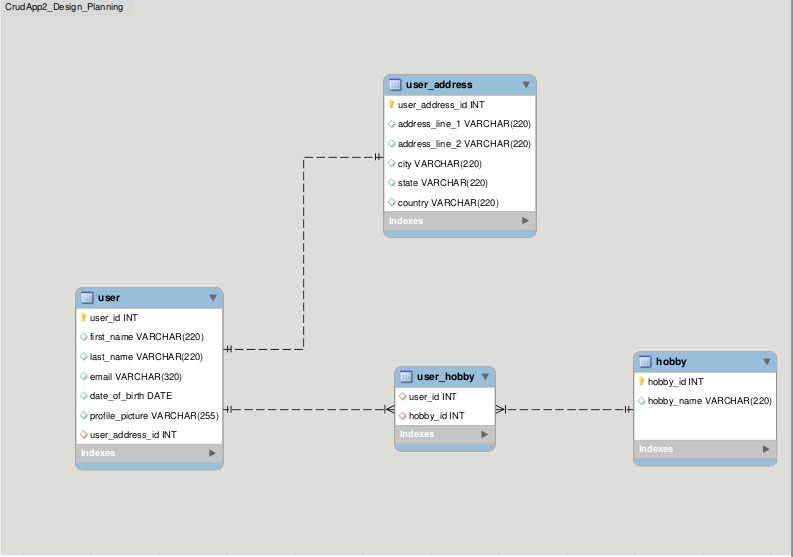 CrudApp2_Design_Planning
user_address
user_address_id INT
address_line_1 VARCHAR(220)
address_line_2 VARCHAR(220)
city VARCHAR(220)
state VARCHAR(220)
country VARCHAR(220)
Indexes
user
user_id INT
first_name VARCHAR(220)
last_name VARCHAR(220)
email VARCHAR(320)
date_of_birth DATE
profile_picture VARCHAR(255)
user_address_id INT
Indexes
user_hobby
user_id INT
hobby_id INT
Indexes
hobby
hobby_id INT
hobby_name VARCHAR(220)
Indexes